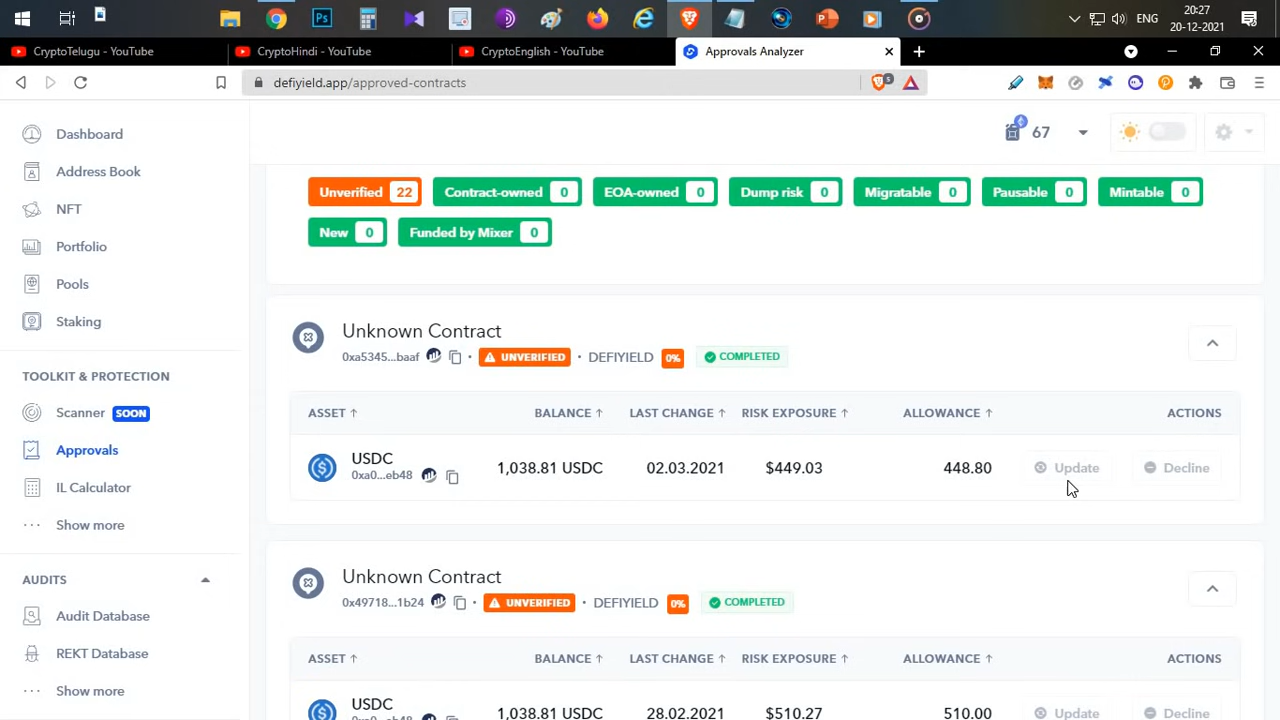 20:27
ENG
20-12-2021
CryptoTelugu - YouTube
CryptoHindi - YouTube
CryptoEnglish - YouTube
Approvals Analyzer
defiyield.app/approved-contracts
5
Dashboard
Address Book
NFT
Portfolio
Pools
Staking
TOOLKIT & PROTECTION
Scanner SOON
Approvals
IL Calculator
Show more
AUDITS
Audit Database
REKT Database
Show more
67
Unverified 22
Contract-owned 0
EOA-owned 0
Dump risk 0
Migratable 0
Pausable 0
Mintable 0
New 0
Funded by Mixer 0
Unknown Contract
0xa5345...baaf • UNVERIFIED • DEFIYIELD 0% COMPLETED
ASSET ↑ BALANCE ↑ LAST CHANGE ↑ RISK EXPOSURE ↑ ALLOWANCE ↑ ACTIONS
USDC
0xa0...eb48
1,038.81 USDC 02.03.2021 $449.03 448.80 Update Decline
Unknown Contract
0x49718...1b24 • UNVERIFIED • DEFIYIELD 0% COMPLETED
ASSET ↑ BALANCE ↑ LAST CHANGE ↑ RISK EXPOSURE ↑ ALLOWANCE ↑ ACTIONS
USDC
0xa0...eb48
1,038.81 USDC 28.02.2021 $510.27 510.00 Update Decline